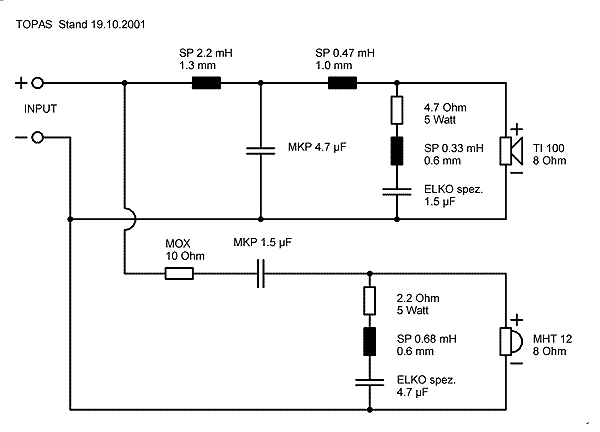 TOPAS Stand 19.10.2001
SP 2.2 mH
1.3 mm
SP 0.47 mH
1.0 mm
+
INPUT
−
MKP 4.7 µF
4.7 Ohm
5 Watt
SP 0.33 mH
0.6 mm
ELKO spez.
1.5 µF
+
TI 100
8 Ohm
−
MOX
10 Ohm
MKP 1.5 µF
2.2 Ohm
5 Watt
SP 0.68 mH
0.6 mm
ELKO spez.
4.7 µF
+
MHT 12
8 Ohm
−